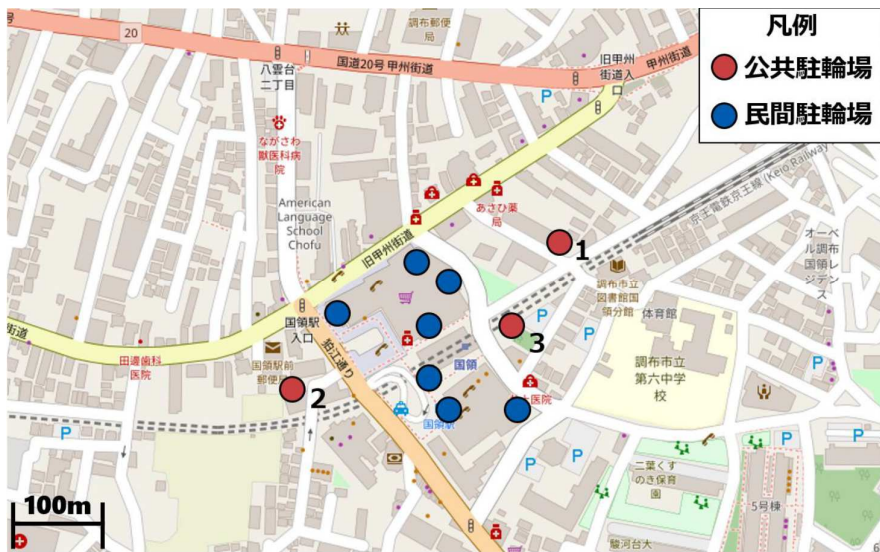 凡例
公共駐輪場
民間駐輪場
号
20
調布郵便
局
国道20号 甲州街道
旧甲州
街道入
口
甲州街道
八雲台
二丁目
ながさわ
獣医科病
院
American
Language
School
Chofu
あさひ薬
局
旧甲州街道
京王電鉄京王線 (Keio Railway
1
調布市立
図書館国
領分館
オーベ
ル調布
国領レ
ジデン
ス
体育館
国領駅
入口
3
国領
街道
田邊歯科
医院
国領駅前
郵便局
狛江通り
2
調布市立
第六中学
校
医院
国領駅
P
P
P
P
P
P
P
P
二葉くす
のき保育
園
5号棟
100m
駿河台大
6